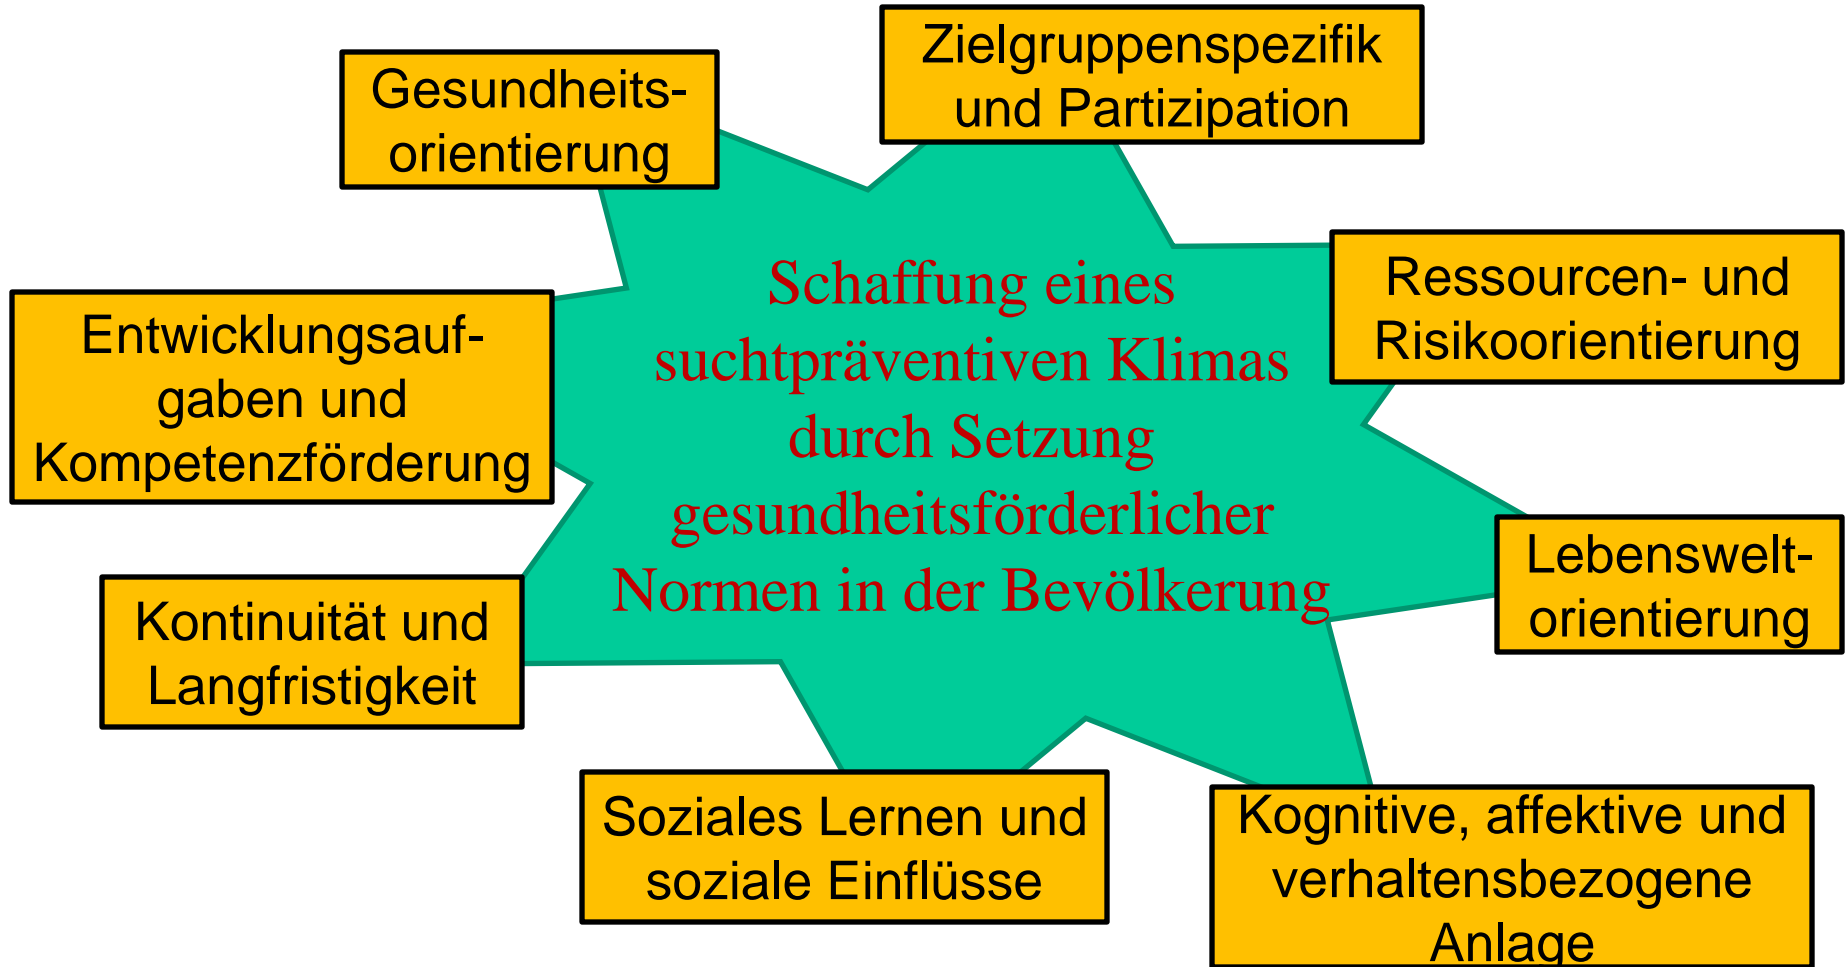 Zielgruppenspezifik
und Partizipation
Gesundheits-
orientierung
Ressourcen- und
Risikoorientierung
Schaffung eines
suchtpräventiven Klimas
durch Setzung
gesundheitsförderlicher
Normen in der Bevölkerung
Entwicklungsauf-
gaben und
Kompetenzförderung
Lebenswelt-
orientierung
Kontinuität und
Langfristigkeit
Soziales Lernen und
soziale Einflüsse
Kognitive, affektive und
verhaltensbezogene
Anlage